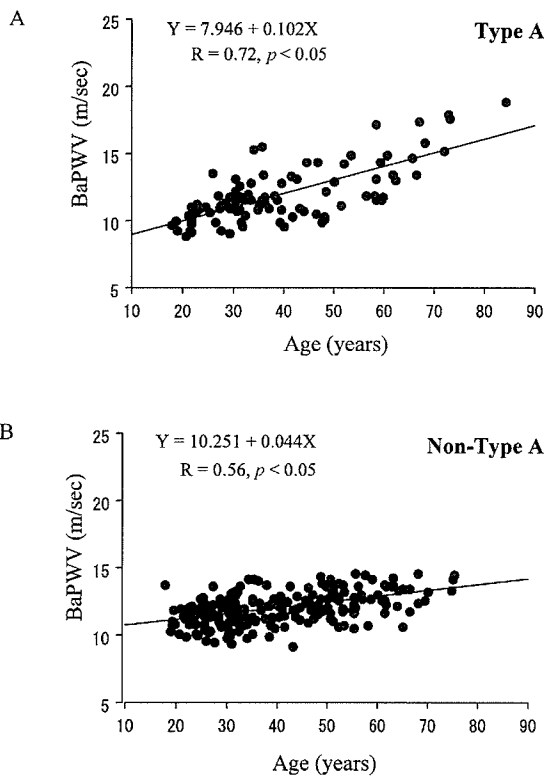 A
Y = 7.946 + 0.102X
R = 0.72, p < 0.05
Type A
BaPWV (m/sec)
25
20
15
10
5
10 20 30 40 50 60 70 80 90
Age (years)
B
Y = 10.251 + 0.044X
R = 0.56, p < 0.05
Non-Type A
BaPWV (m/sec)
25
20
15
10
5
10 20 30 40 50 60 70 80 90
Age (years)